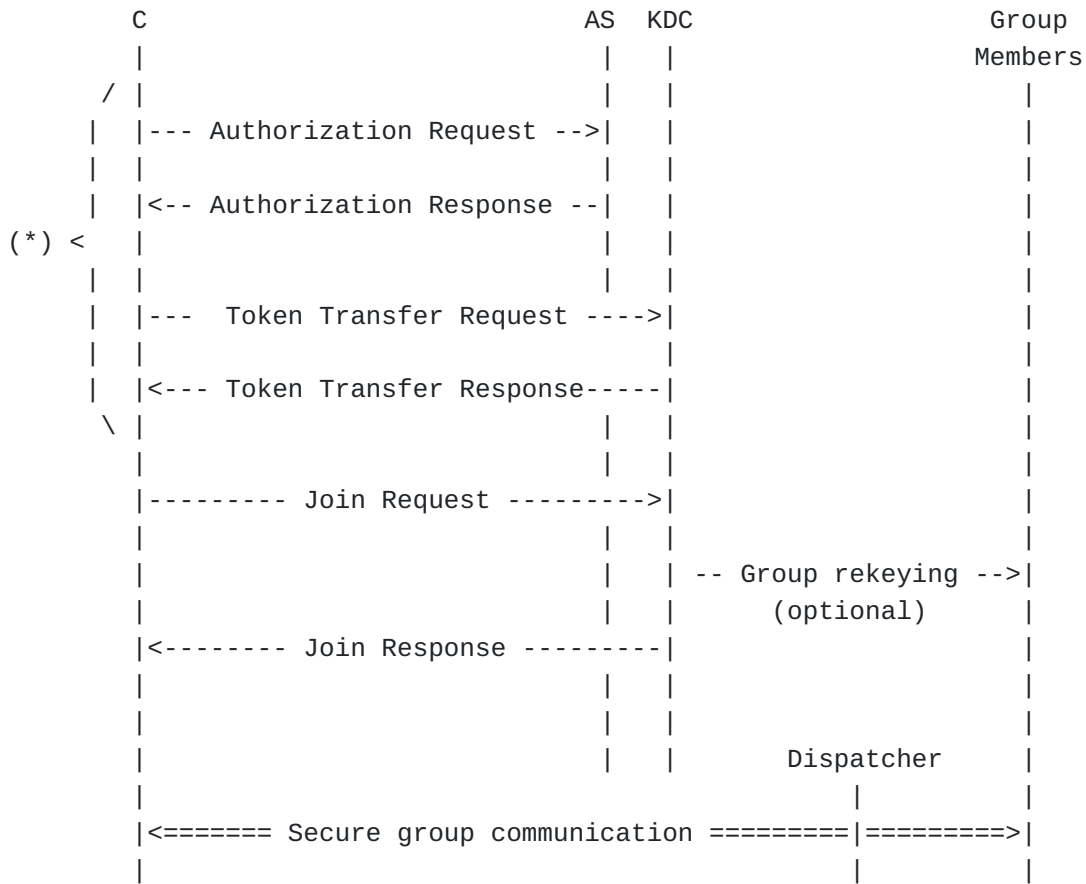 C AS KDC Group
Members
--- Authorization Request -->
<-- Authorization Response --
(*) <
--- Token Transfer Request ---->
<--- Token Transfer Response-----
--------- Join Request --------->
-- Group rekeying -->
(optional)
<-------- Join Response ---------
Dispatcher
<======= Secure group communication =========|=========>